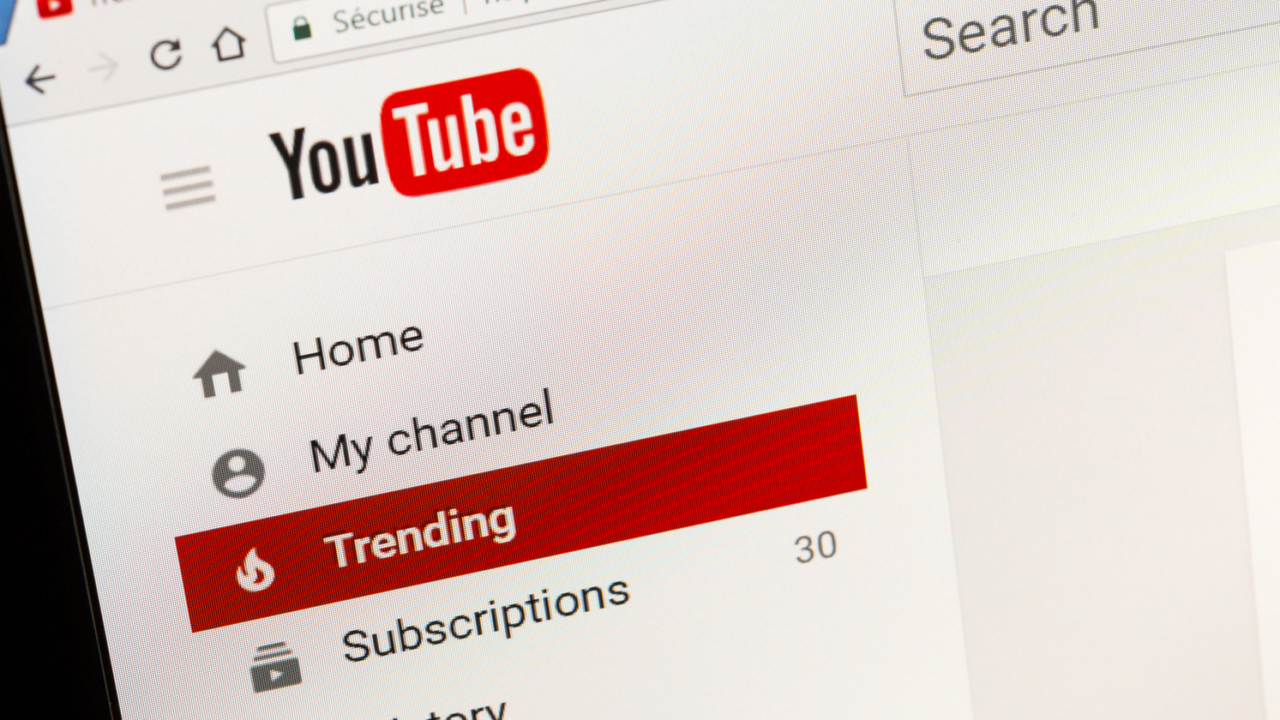 Sécurisé
Search
YouTube
Home
My channel
Trending
Subscriptions 30